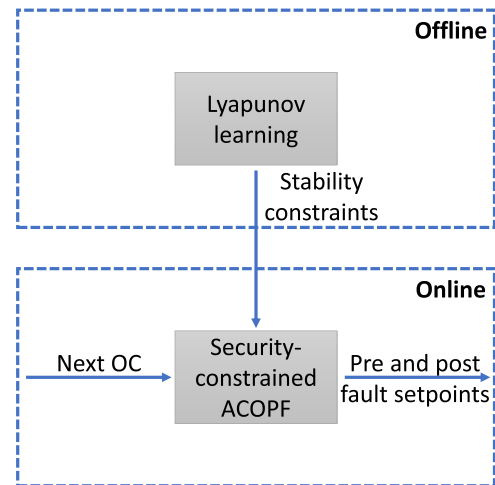 Offline
Lyapunov
learning
Stability
constraints
Online
Next OC
Security-
constrained
ACOPF
Pre and post
fault setpoints